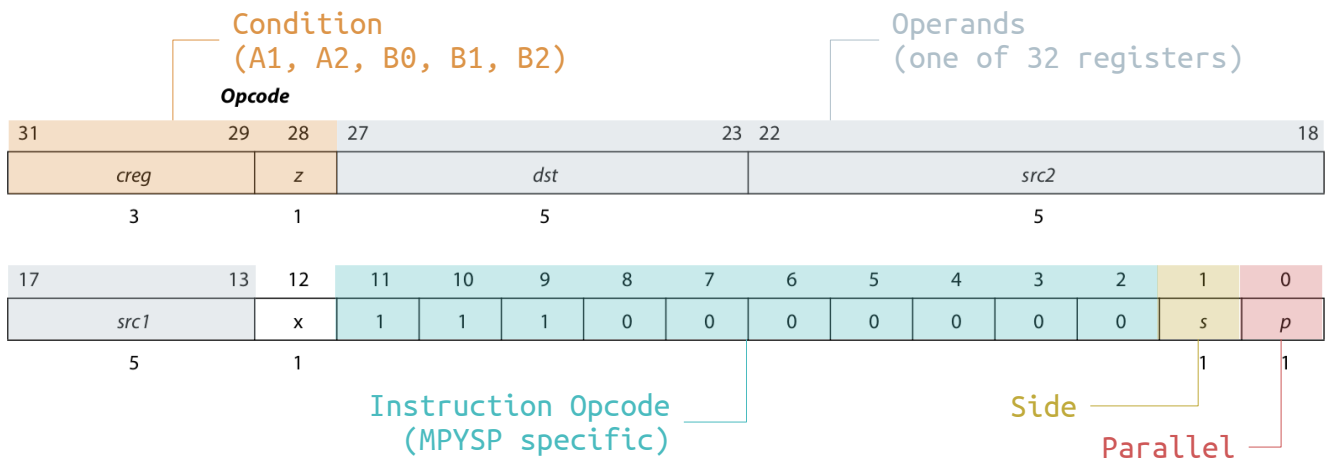 Condition
(A1, A2, B0, B1, B2)
Operands
(one of 32 registers)
Opcode
31 29 28 27 23 22 18
creg z dst src2
3 1 5 5
17 13 12 11 10 9 8 7 6 5 4 3 2 1 0
src1 x 1 1 1 0 0 0 0 0 0 0 s p
5 1 1 1
Instruction Opcode
(MPYSP specific)
Side
Parallel